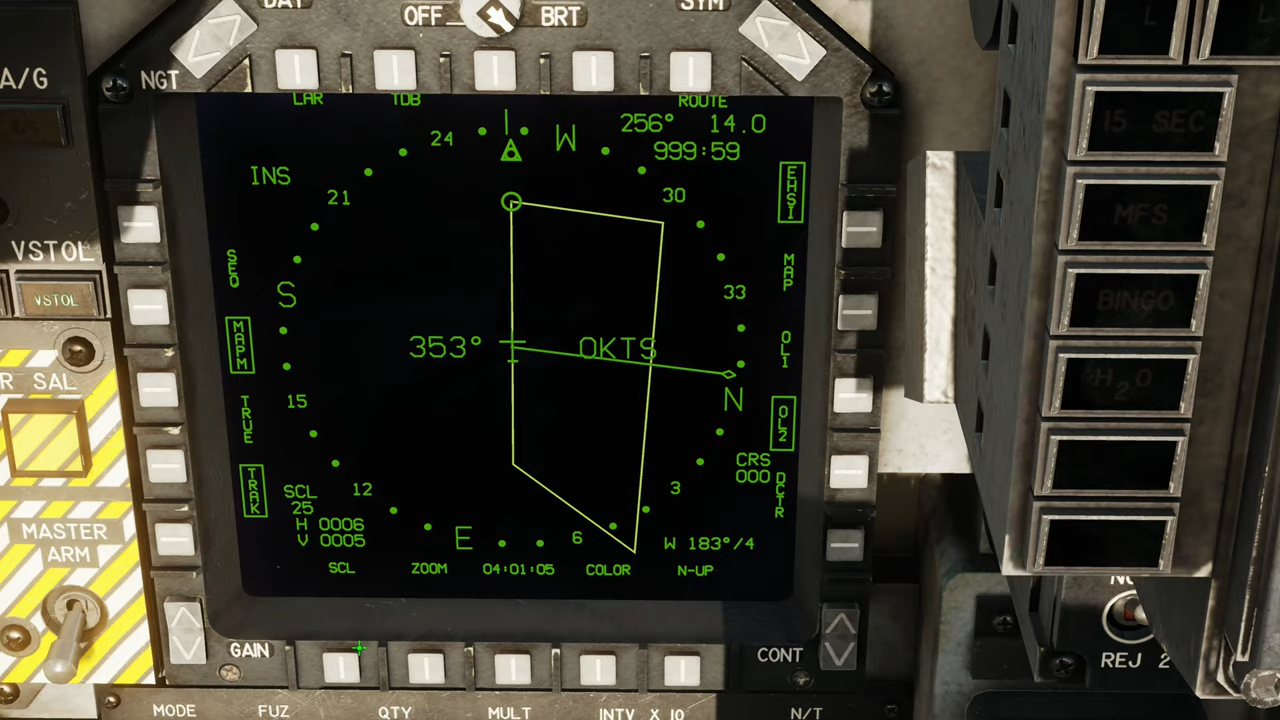 DAY
SYM
OFF
BRT
A/G
NGT
L
LAR
TDB
ROUTE
24
W
256° 14.0
999:59
15 SEC
INS
21
30
EHSI
MFS
VSTOL
SEQ
MAP
VSTOL
S
33
BINGO
MAPM
353°
0KTS
OL1
R SAL
H2O
15
TRUE
N
OL2
CRS
000
TRAK
SCL
25
12
3
DCTR
H 0006
V 0005
MASTER
ARM
E
6
W 183°/4
SCL
ZOOM
04:01:05
COLOR
N-UP
GAIN
CONT
REJ 2
MODE
FUZ
QTY
MULT
INTV X 10
N/T